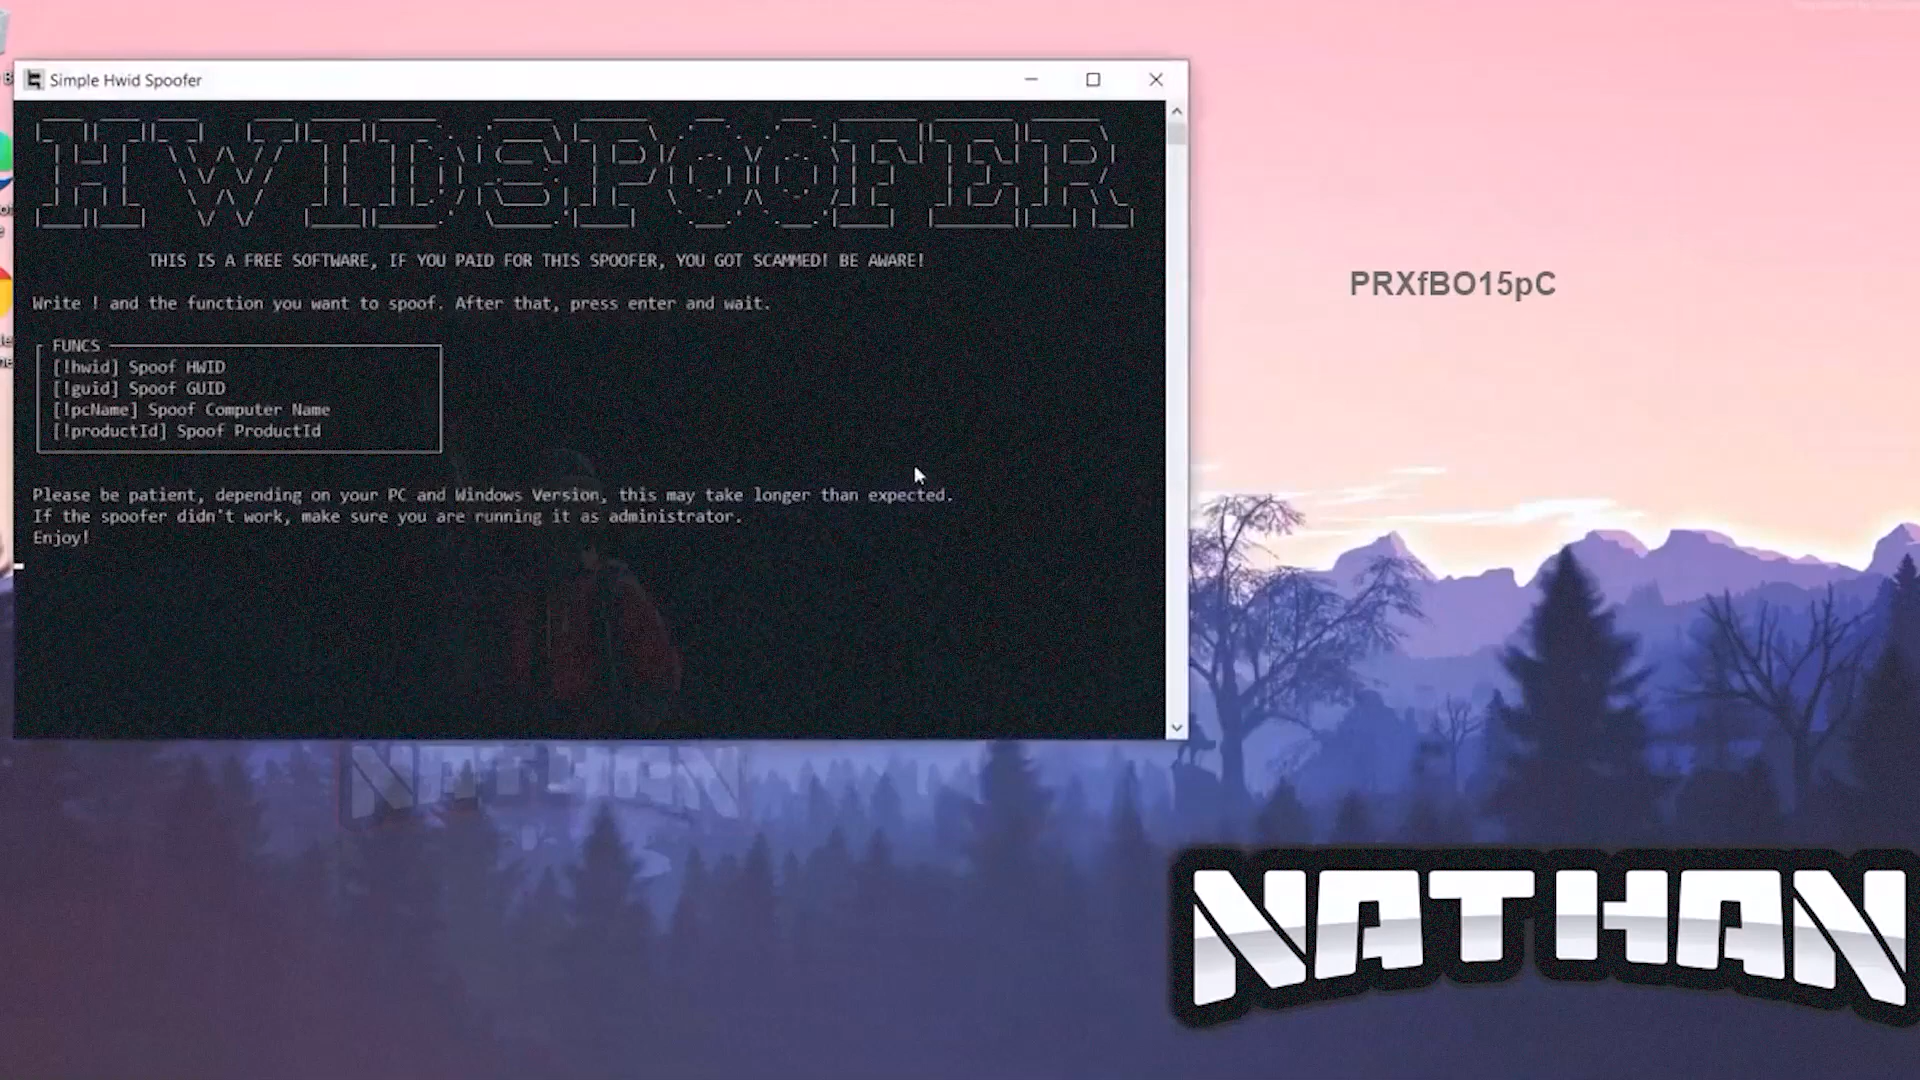 Simple Hwid Spoofer
HWIDSPOOFER
THIS IS A FREE SOFTWARE, IF YOU PAID FOR THIS SPOOFER, YOU GOT SCAMMED! BE AWARE!
Write ! and the function you want to spoof. After that, press enter and wait.
FUNCS
[!hwid] Spoof HWID
[!guid] Spoof GUID
[!pcName] Spoof Computer Name
[!productId] Spoof ProductId
Please be patient, depending on your PC and Windows Version, this may take longer than expected.
If the spoofer didn't work, make sure you are running it as administrator.
Enjoy!
PRXfBO15pC
NATHAN
NATHAN